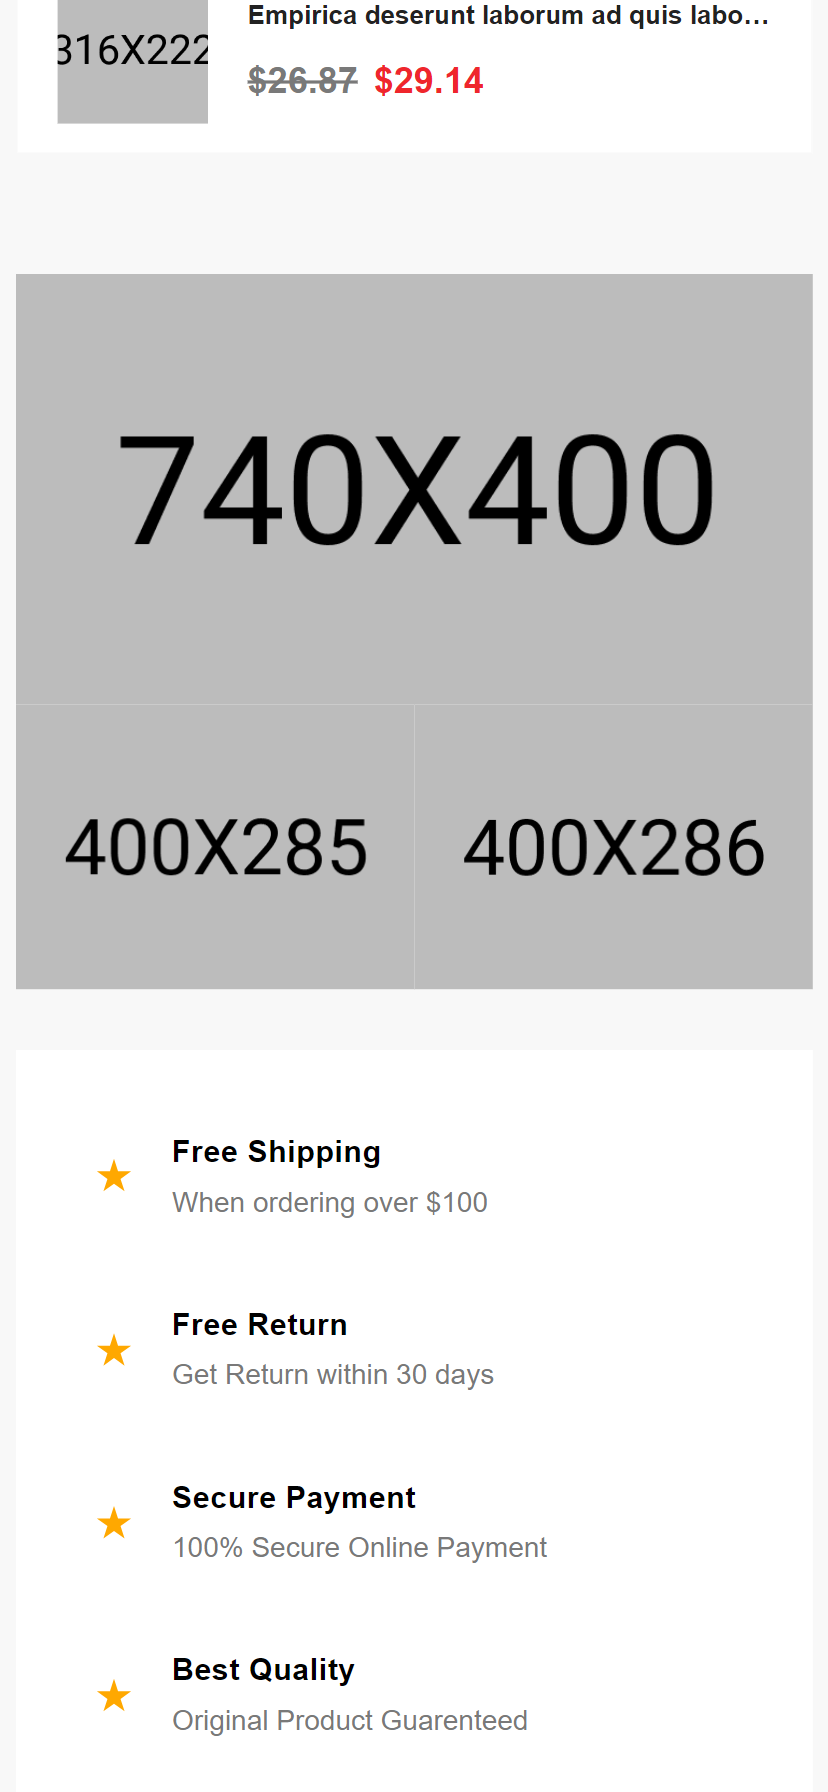 Empirica deserunt laborum ad quis labo…
316X222
$26.87 $29.14
740X400
400X285 400X286
Free Shipping
When ordering over $100
Free Return
Get Return within 30 days
Secure Payment
100% Secure Online Payment
Best Quality
Original Product Guarenteed